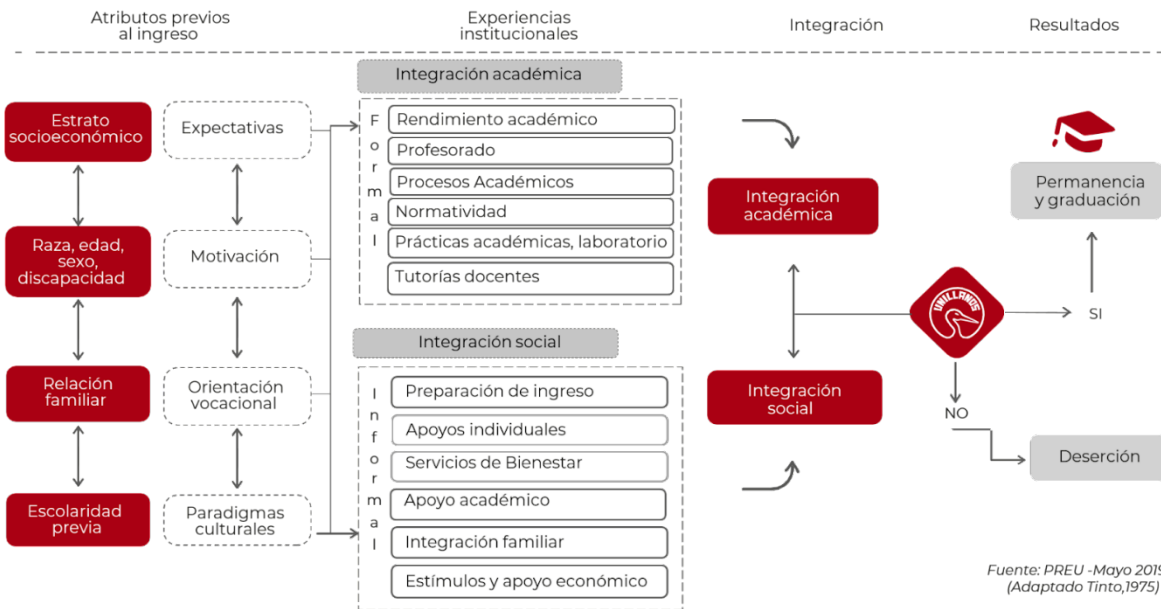 Atributos previos
al ingreso
Experiencias
institucionales
Integración
Resultados
Estrato
socioeconómico
Raza, edad,
sexo,
discapacidad
Relación
familiar
Escolaridad
previa
Expectativas
Motivación
Orientación
vocacional
Paradigmas
culturales
Integración académica
Formal
Rendimiento académico
Profesorado
Procesos Académicos
Normatividad
Prácticas académicas, laboratorio
Tutorías docentes
Integración social
Informal
Preparación de ingreso
Apoyos individuales
Servicios de Bienestar
Apoyo académico
Integración familiar
Estímulos y apoyo económico
Integración
académica
Integración
social
UNILLANOS
SI
NO
Permanencia
y graduación
Deserción
Fuente: PREU -Mayo 2019
(Adaptado Tinto,1975)